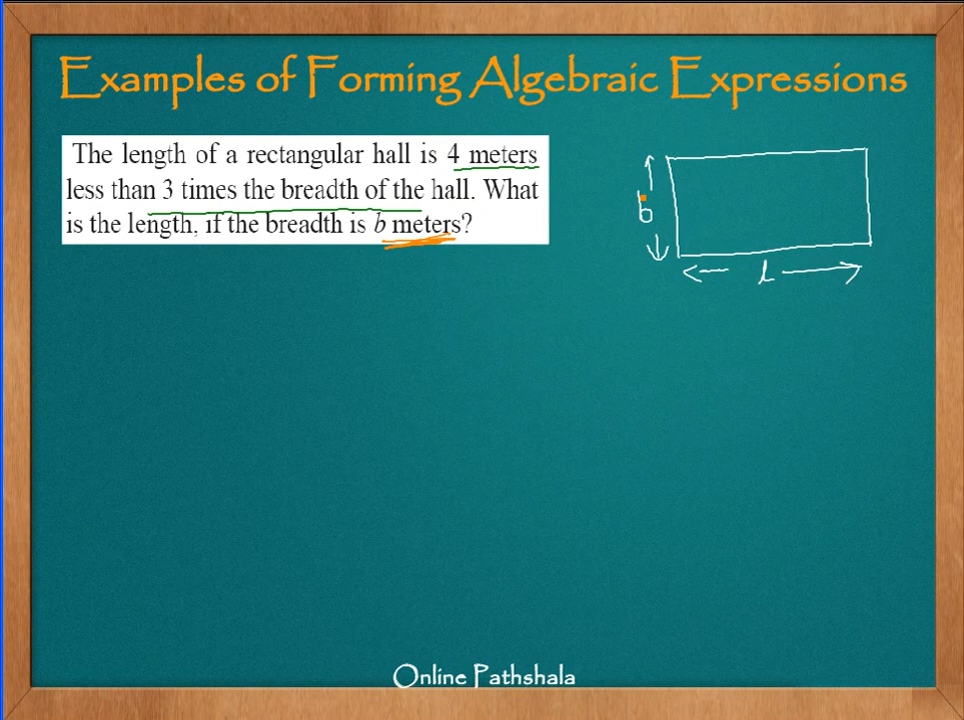 Examples of Forming Algebraic Expressions
The length of a rectangular hall is 4 meters
less than 3 times the breadth of the hall. What
is the length, if the breadth is b meters?
b
l
Online Pathshala